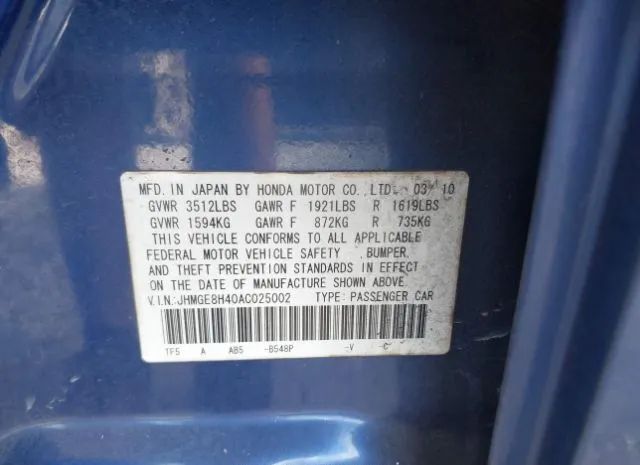 MFD. IN JAPAN BY HONDA MOTOR CO., LTD. 03/10
GVWR 3512LBS GAWR F 1921LBS R 1619LBS
GVWR 1594KG GAWR F 872KG R 735KG
THIS VEHICLE CONFORMS TO ALL APPLICABLE
FEDERAL MOTOR VEHICLE SAFETY , BUMPER,
AND THEFT PREVENTION STANDARDS IN EFFECT
ON THE DATE OF MANUFACTURE SHOWN ABOVE.
V.I.N.:JHMGE8H40AC025002 TYPE: PASSENGER CAR
TF5 A AB5 -B548P -V -C